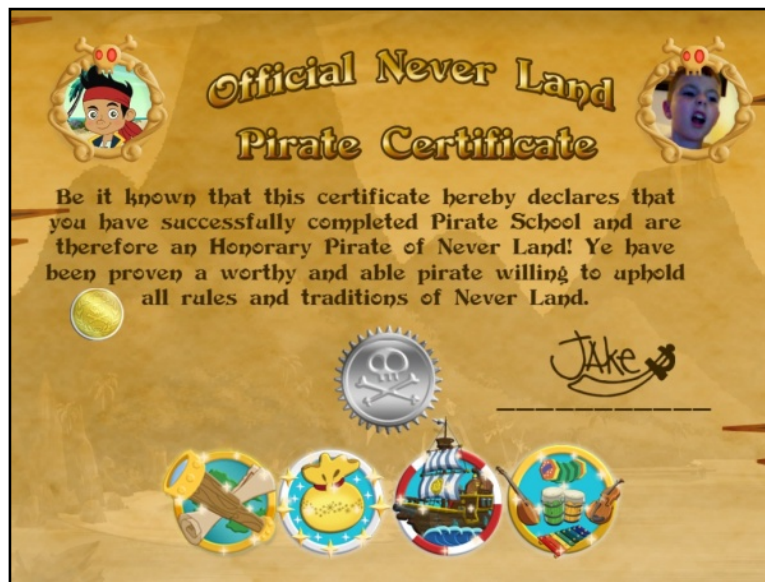 Official Never Land
Pirate Certificate
Be it known that this certificate hereby declares that
you have successfully completed Pirate School and are
therefore an Honorary Pirate of Never Land! Ye have
been proven a worthy and able pirate willing to uphold
all rules and traditions of Never Land.
JAke